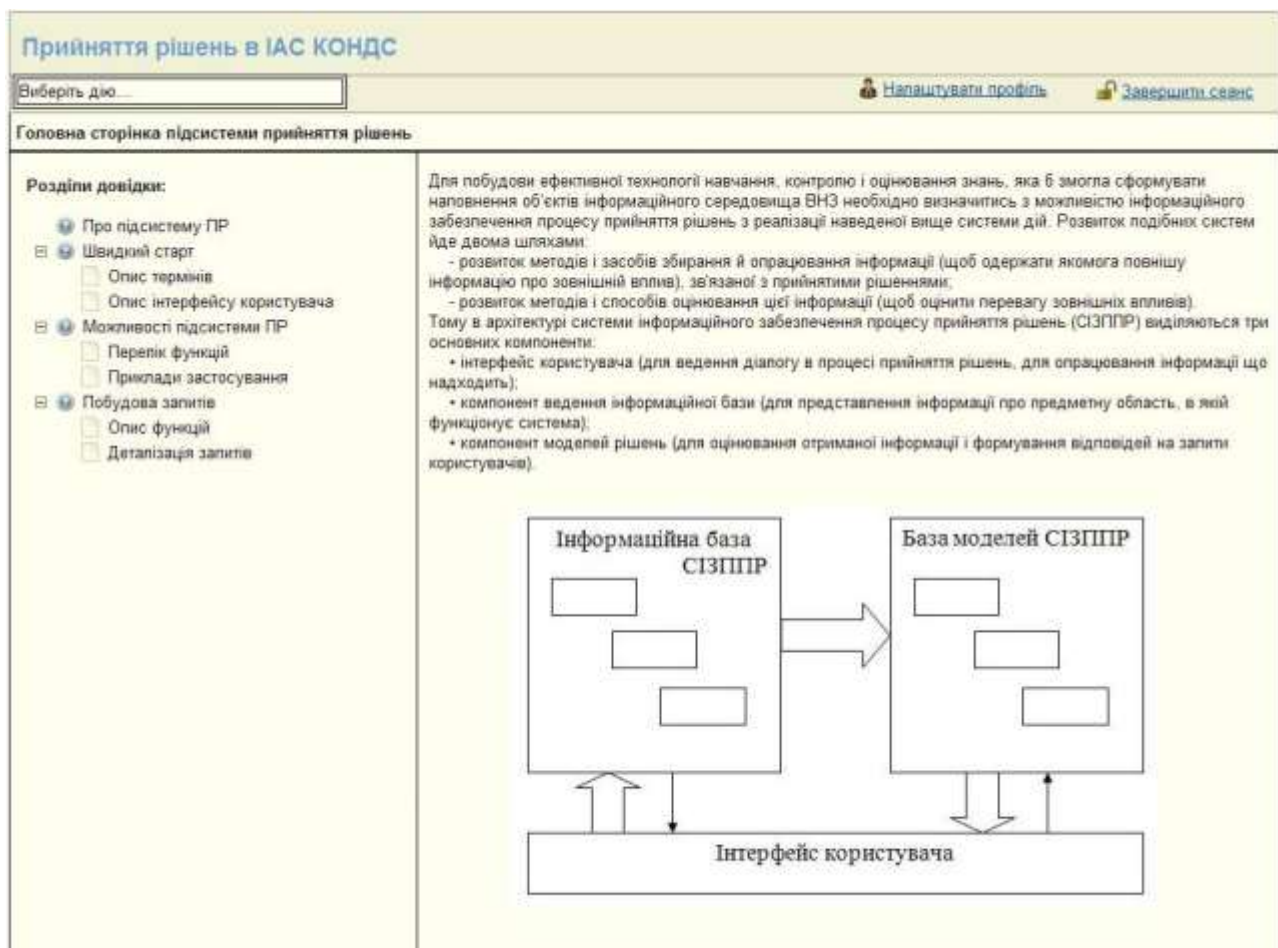 Прийняття рішень в ІАС КОНДС
Виберіть дію...
Налаштувати профіль
Завершити сеанс
Головна сторінка підсистеми прийняття рішень
Розділи довідки:
Про підсистему ПР
Швидкий старт
Опис термінів
Опис інтерфейсу користувача
Можливості підсистеми ПР
Перелік функцій
Приклади застосування
Побудова запитів
Опис функцій
Деталізація запитів
Для побудови ефективної технології навчання, контролю і оцінювання знань, яка б змогла сформувати
наповнення об'єктів інформаційного середовища ВНЗ необхідно визначитись з можливістю інформаційного
забезпечення процесу прийняття рішень з реалізації наведеної вище системи дій. Розвиток подібних систем
йде двома шляхами:
- розвиток методів і засобів збирання й опрацювання інформації (щоб одержати якомога повнішу
інформацію про зовнішній вплив), зв'язаної з прийнятими рішеннями;
- розвиток методів і способів оцінювання цієї інформації (щоб оцінити перевагу зовнішніх впливів).
Тому в архітектурі системи інформаційного забезпечення процесу прийняття рішень (СІЗППР) виділяються три
основних компоненти:
• інтерфейс користувача (для ведення діалогу в процесі прийняття рішень, для опрацювання інформації що
надходить);
• компонент ведення інформаційної бази (для представлення інформації про предметну область, в якій
функціонує система);
• компонент моделей рішень (для оцінювання отриманої інформації і формування відповідей на запити
користувачів).
Інформаційна база
СІЗППР
База моделей СІЗППР
Інтерфейс користувача